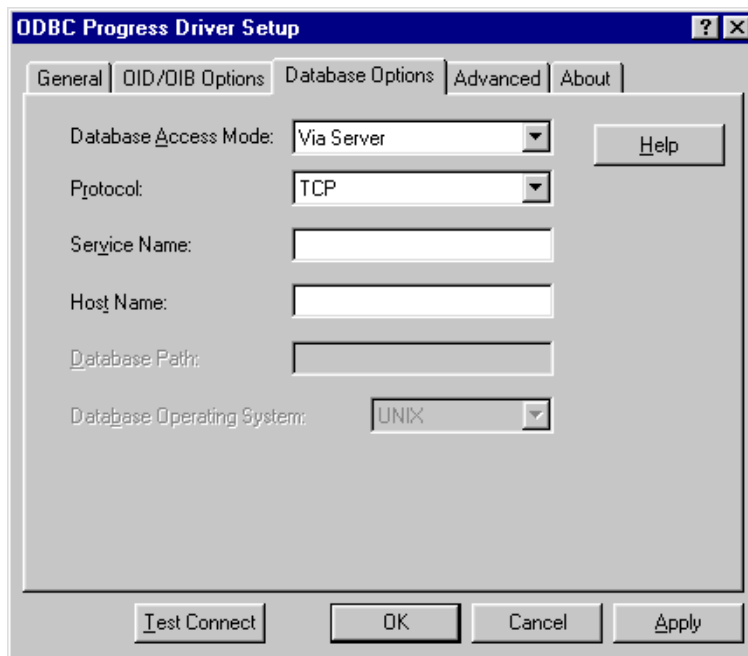 ODBC Progress Driver Setup
General OID/OIB Options Database Options Advanced About
Database Access Mode: Via Server Help
Protocol: TCP
Service Name:
Host Name:
Database Path:
Database Operating System: UNIX
Test Connect OK Cancel Apply